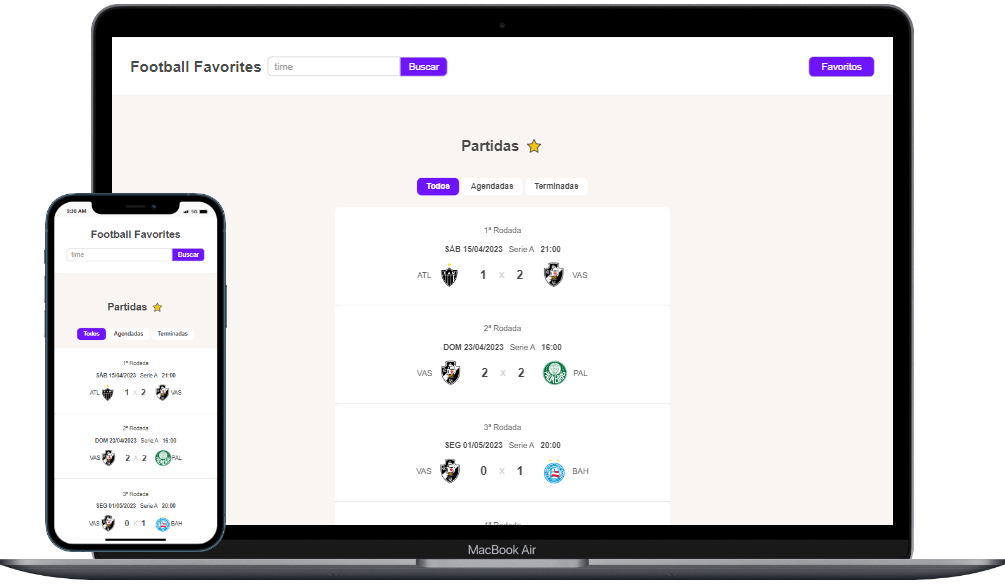 Football Favorites time Buscar Favoritos
Partidas
Todos Agendadas Terminadas
1ª Rodada
SÁB 15/04/2023 Serie A 21:00
ATL 1 X 2 VAS
2ª Rodada
DOM 23/04/2023 Serie A 16:00
VAS 2 X 2 PAL
3ª Rodada
SEG 01/05/2023 Serie A 20:00
VAS 0 X 1 BAH
MacBook Air
9:36 AM 5G
Football Favorites
time Buscar
Partidas
Todos Agendadas Terminadas
1ª Rodada
SÁB 15/04/2023 Serie A 21:00
ATL 1 X 2 VAS
2ª Rodada
DOM 23/04/2023 Serie A 16:00
VAS 2 X 2 PAL
3ª Rodada
SEG 01/05/2023 Serie A 20:00
VAS 0 X 1 BAH